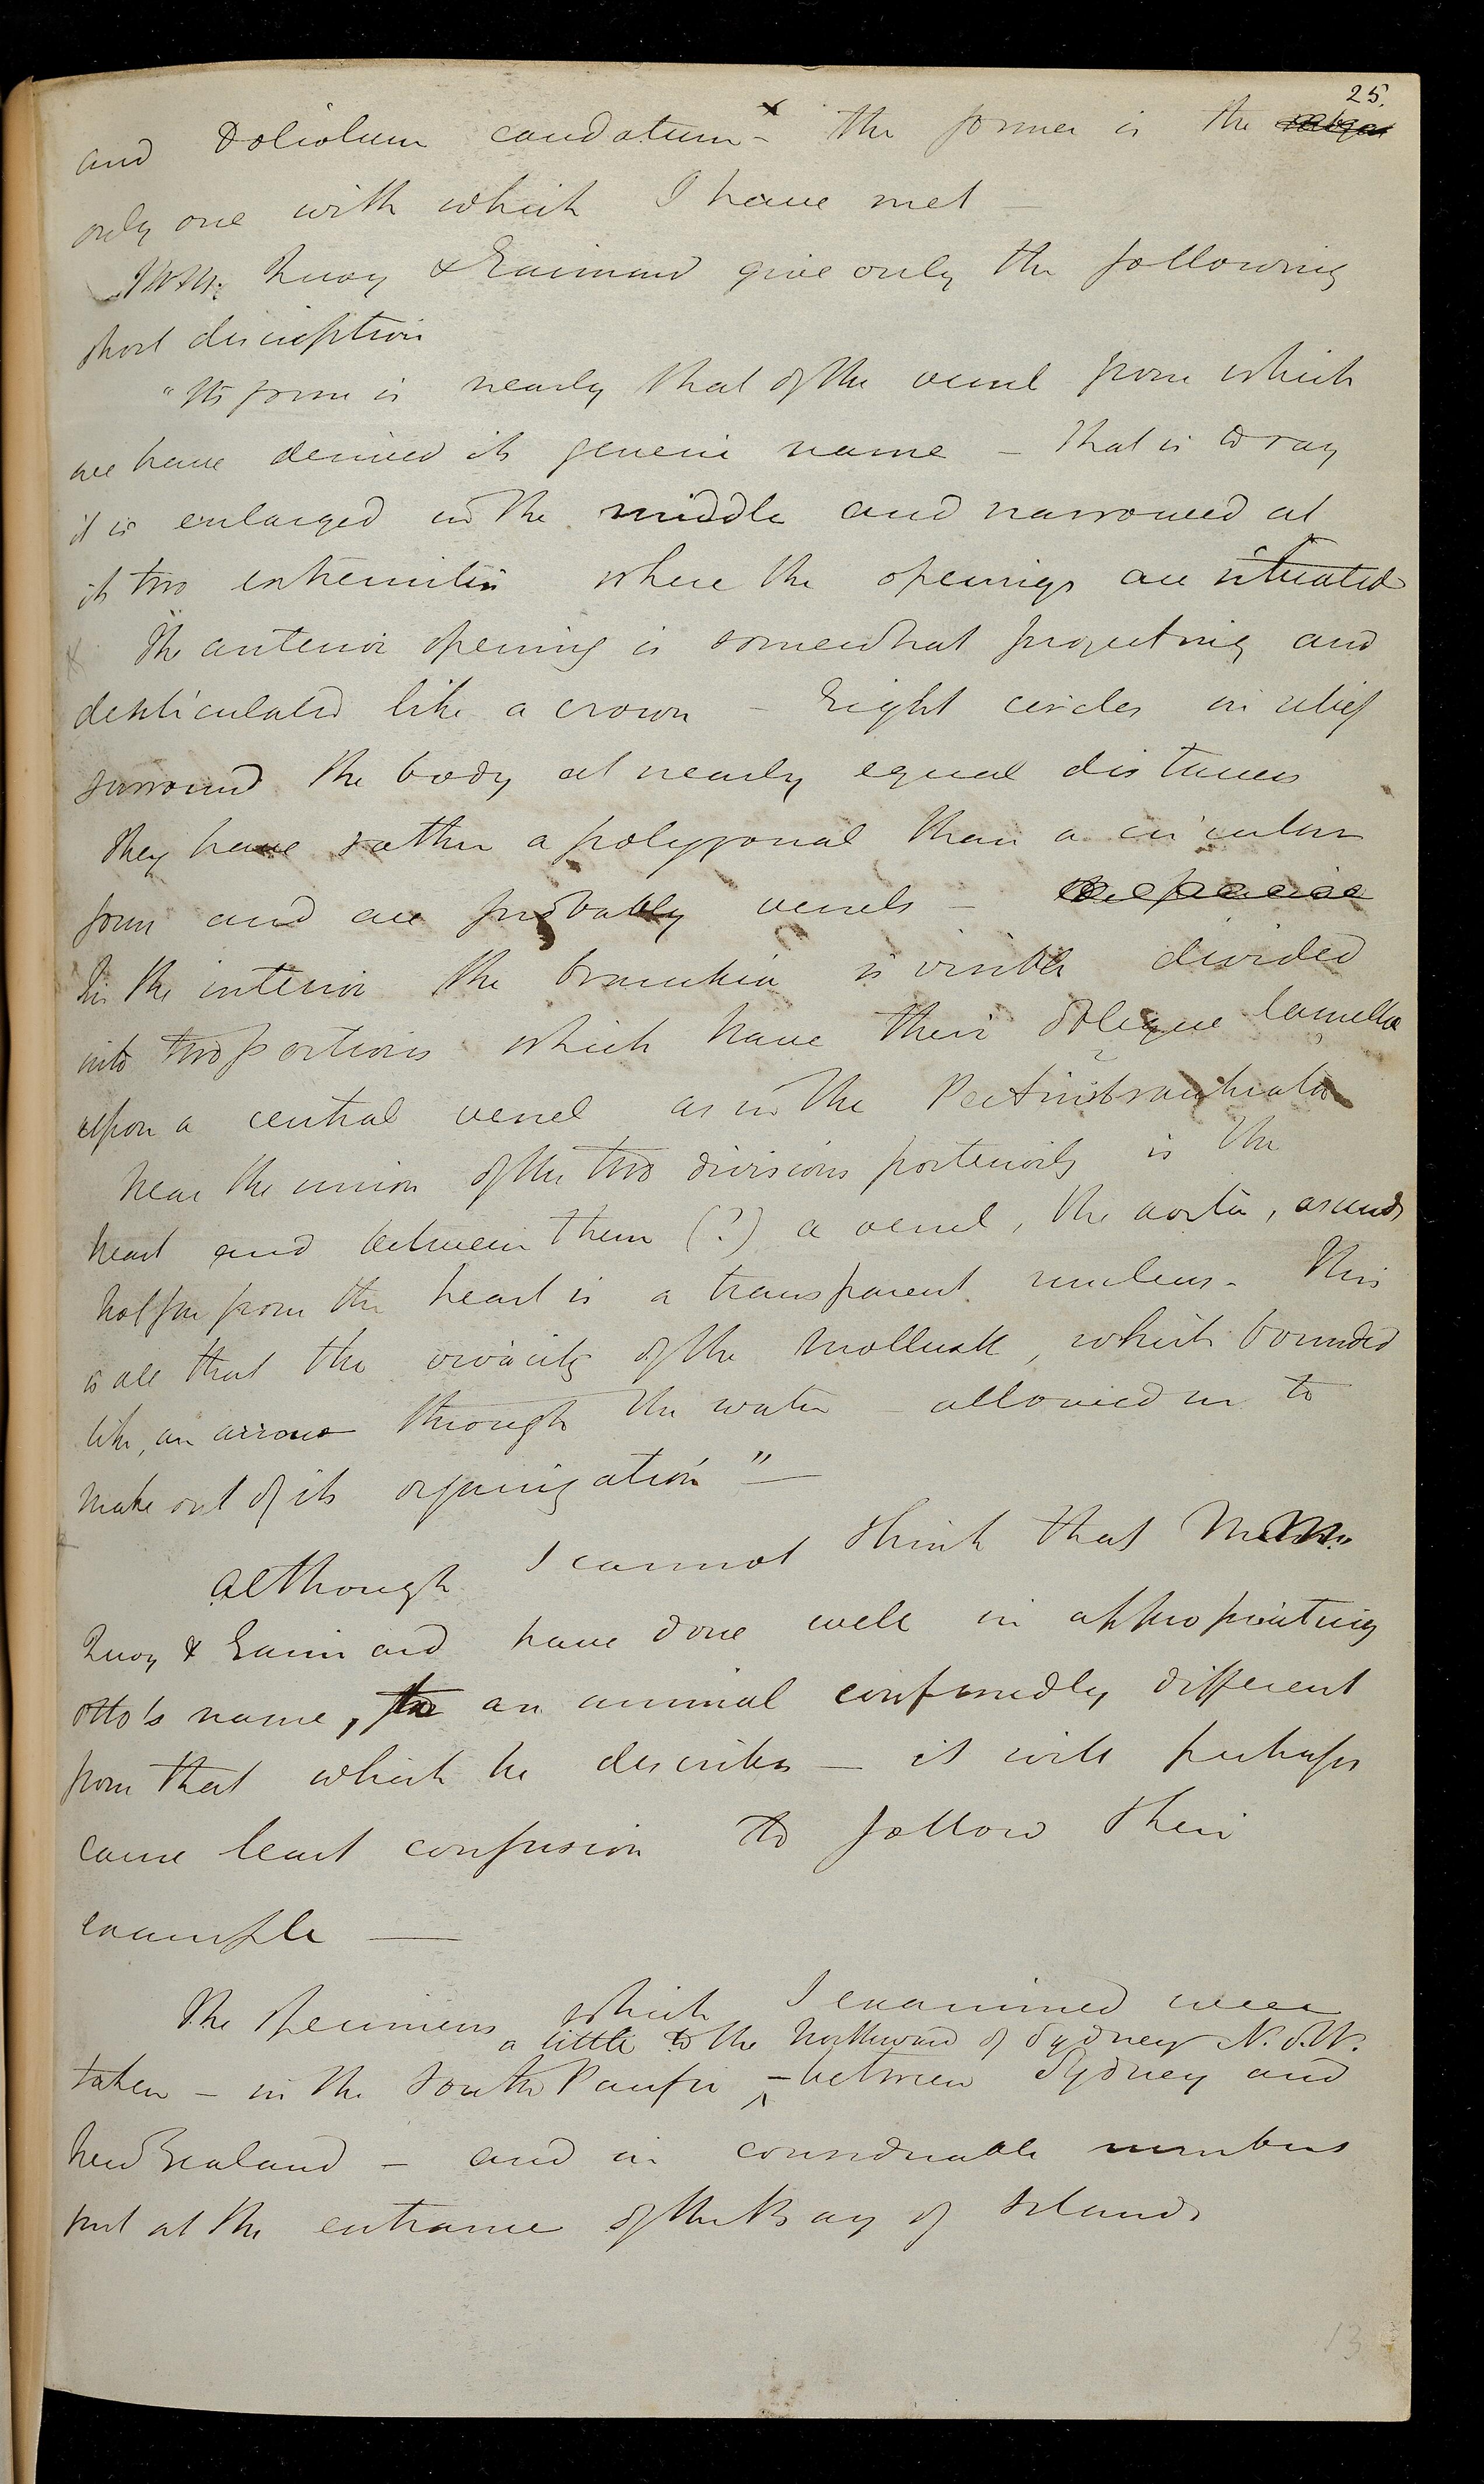 25.
and Doliolum caudatum - x the former is the
only one with which I have met -
MM. Quoy & Gaimard give only the following
short description
"Its form is nearly that of the vessel from which
we have derived its generic name - that is to say
it is enlarged in the middle and narrowed at
its two extremities where the openings are situated
x The anterior opening is somewhat projecting and
denticulated like a crown - Eight circles in relief
surround the body at nearly equal distances
They have rather a polygonal than a circular
form and are probably vessels -
In the interior the branchia is visible divided
into two portions which have their oblique lamellæ
upon a central vessel as in the Pectinibranchiata
Near the union of the two divisions posteriorly is the
heart and between them (?) a vessel, the aorta, ascends
Not far from the heart is a transparent nucleus. This
is all that the vivacity of the Mollusk, which bounded
like, an arrow through the water - allowed us to
make out of its organization" -
Although I cannot think that MM.
Quoy & Gaimard have done well in appropriating
Otto's name, to an animal confessedly different
from that which he describes - it will perhaps
cause least confusion to follow their
example -
The specimens which I examined were
a little to the Northward of Sydney N.S.W.
taken - in the South Pacific ^ - between Sydney and
New Zealand - and in considerable numbers
just at the entrance of the Bay of Islands
13